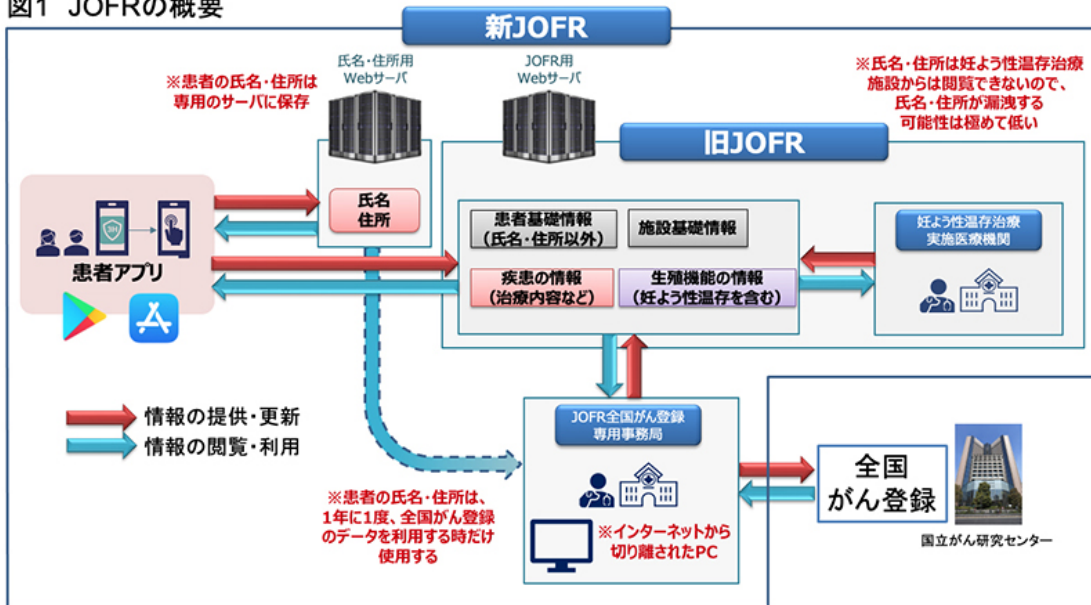 図1 JOFRの概要
新JOFR
氏名・住所用
Webサーバ
JOFR用
Webサーバ
※患者の氏名・住所は
専用のサーバに保存
※氏名・住所は妊よう性温存治療
施設からは閲覧できないので、
氏名・住所が漏洩する
可能性は極めて低い
旧JOFR
氏名
住所
患者基礎情報
(氏名・住所以外)
施設基礎情報
妊よう性温存治療
実施医療機関
患者アプリ
疾患の情報
(治療内容など)
生殖機能の情報
(妊よう性温存を含む)
情報の提供・更新
情報の閲覧・利用
JOFR全国がん登録
専用事務局
※患者の氏名・住所は、
1年に1度、全国がん登録
のデータを利用する時だけ
使用する
※インターネットから
切り離されたPC
全国
がん登録
国立がん研究センター